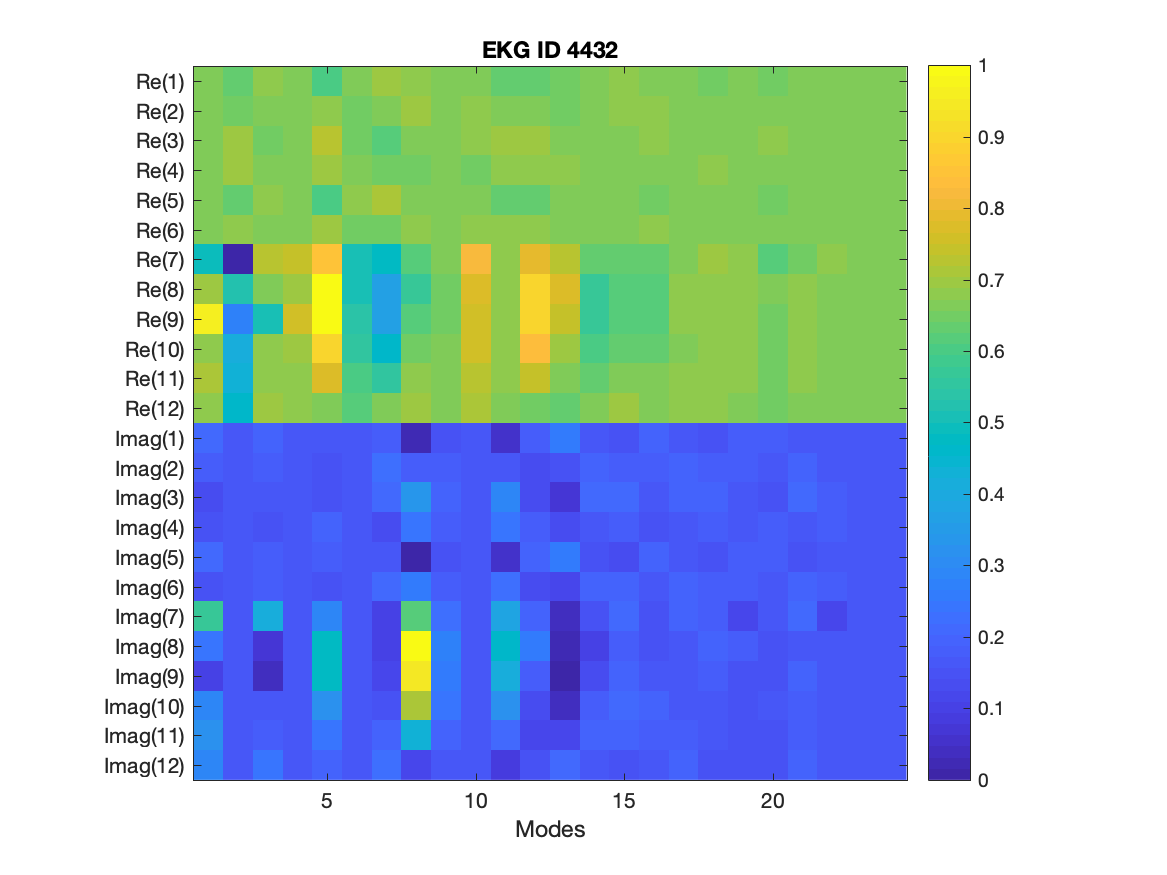 EKG ID 4432
Re(1)
Re(2)
Re(3)
Re(4)
Re(5)
Re(6)
Re(7)
Re(8)
Re(9)
Re(10)
Re(11)
Re(12)
Imag(1)
Imag(2)
Imag(3)
Imag(4)
Imag(5)
Imag(6)
Imag(7)
Imag(8)
Imag(9)
Imag(10)
Imag(11)
Imag(12)
5 10 15 20
Modes
1
0.9
0.8
0.7
0.6
0.5
0.4
0.3
0.2
0.1
0